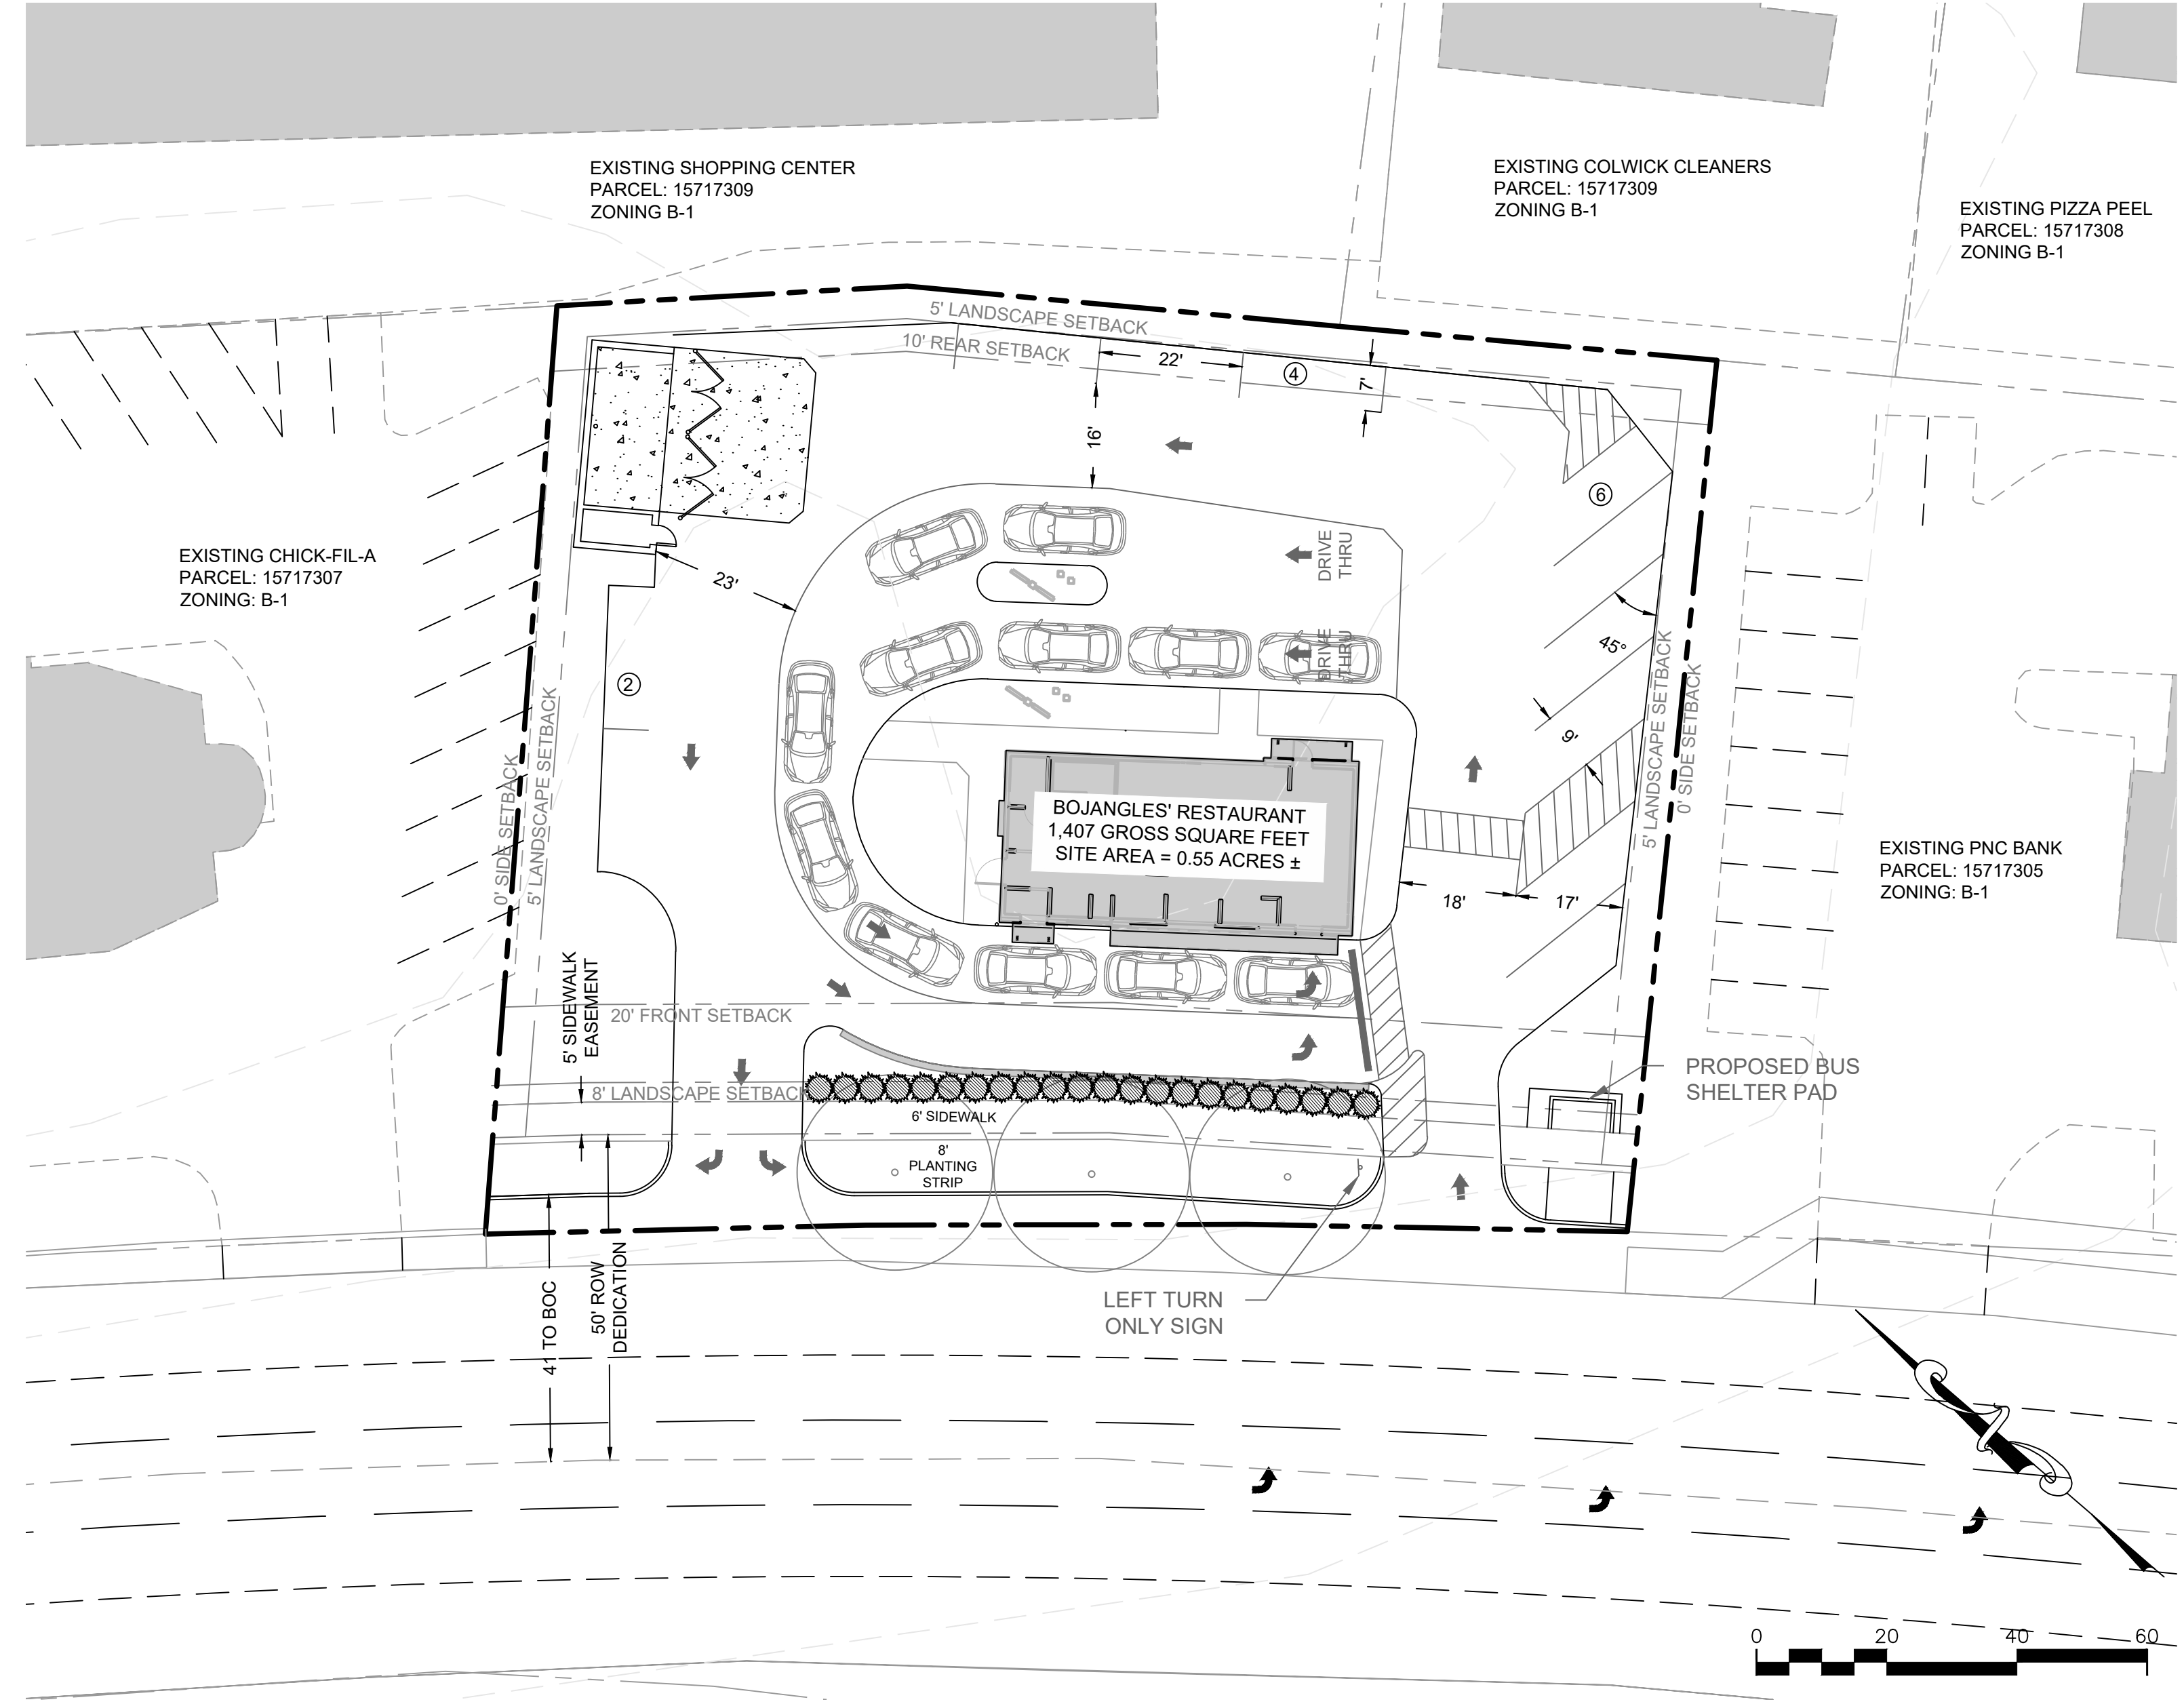 EXISTING SHOPPING CENTER
PARCEL: 15717309
ZONING B-1
EXISTING COLWICK CLEANERS
PARCEL: 15717309
ZONING B-1
EXISTING PIZZA PEEL
PARCEL: 15717308
ZONING B-1
5' LANDSCAPE SETBACK
10' REAR SETBACK
22'
4
7'
16'
6
EXISTING CHICK-FIL-A
PARCEL: 15717307
ZONING: B-1
23'
DRIVE
THRU
DRIVE
THRU
45°
2
9'
0' SIDE SETBACK
5' LANDSCAPE SETBACK
5' LANDSCAPE SETBACK
0' SIDE SETBACK
BOJANGLES' RESTAURANT
1,407 GROSS SQUARE FEET
SITE AREA = 0.55 ACRES ±
EXISTING PNC BANK
PARCEL: 15717305
ZONING: B-1
18'
17'
5' SIDEWALK
EASEMENT
20' FRONT SETBACK
8' LANDSCAPE SETBACK
6' SIDEWALK
8'
PLANTING
STRIP
PROPOSED BUS
SHELTER PAD
41 TO BOC
50' ROW
DEDICATION
LEFT TURN
ONLY SIGN
0 20 40 60